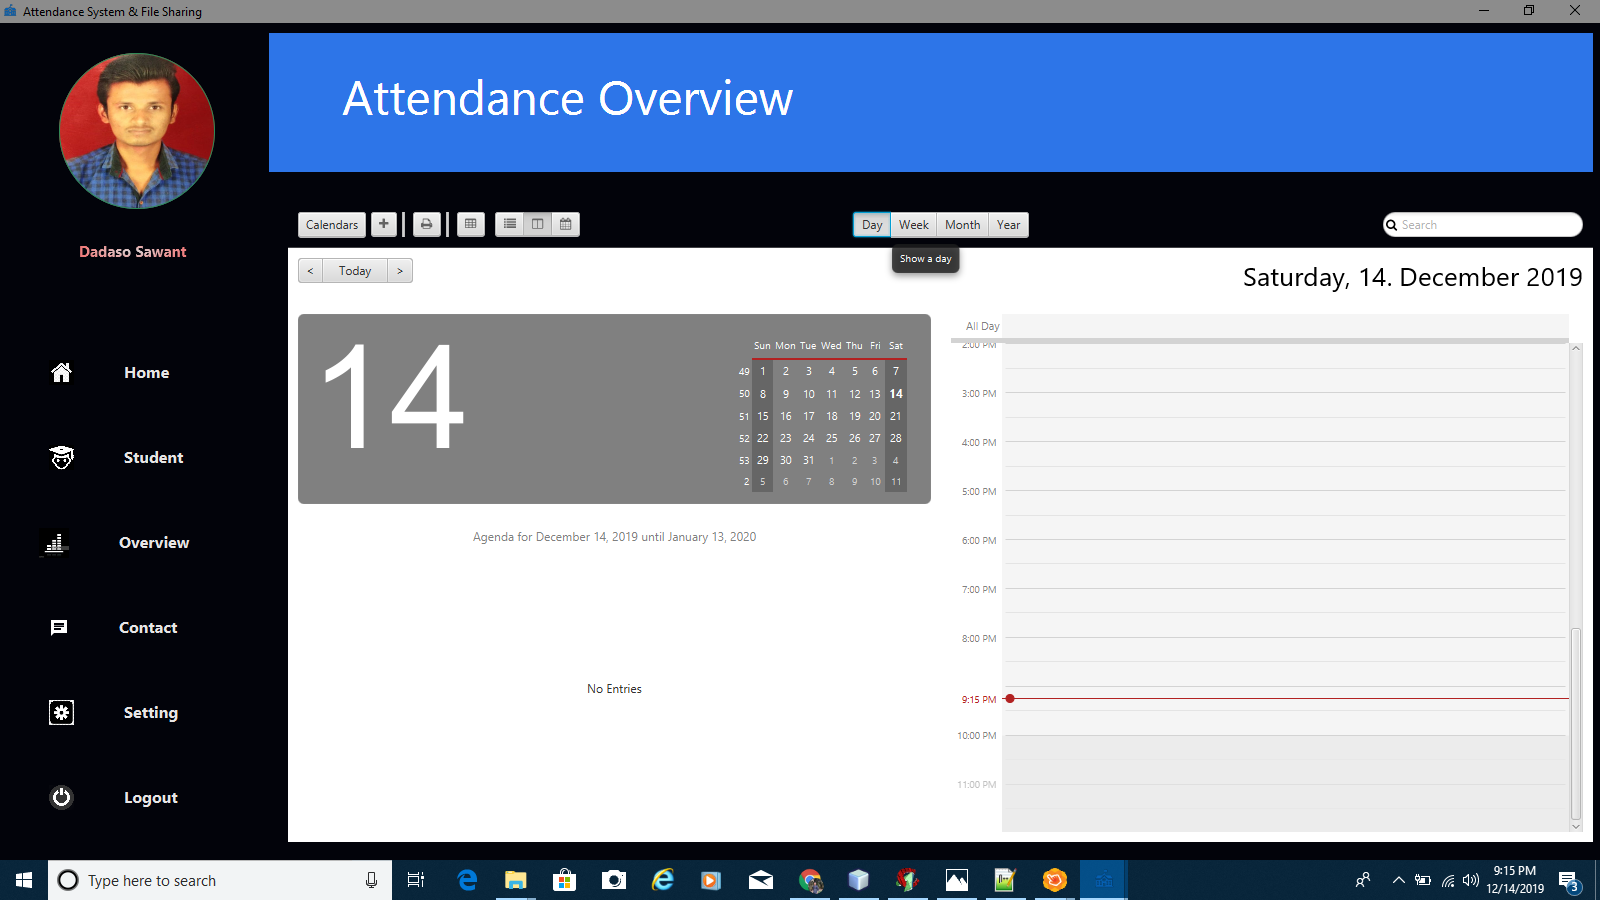 Attendance System & File Sharing
Attendance Overview
Dadaso Sawant
Home
Student
Overview
Contact
Setting
Logout
Calendars
Day Week Month Year
Search
Show a day
< Today >
Saturday, 14. December 2019
14
Sun Mon Tue Wed Thu Fri Sat
49 1 2 3 4 5 6 7
50 8 9 10 11 12 13 14
51 15 16 17 18 19 20 21
52 22 23 24 25 26 27 28
53 29 30 31 1 2 3 4
2 5 6 7 8 9 10 11
Agenda for December 14, 2019 until January 13, 2020
No Entries
All Day
2:00 PM
3:00 PM
4:00 PM
5:00 PM
6:00 PM
7:00 PM
8:00 PM
9:15 PM
10:00 PM
11:00 PM
Type here to search
9:15 PM
12/14/2019
3